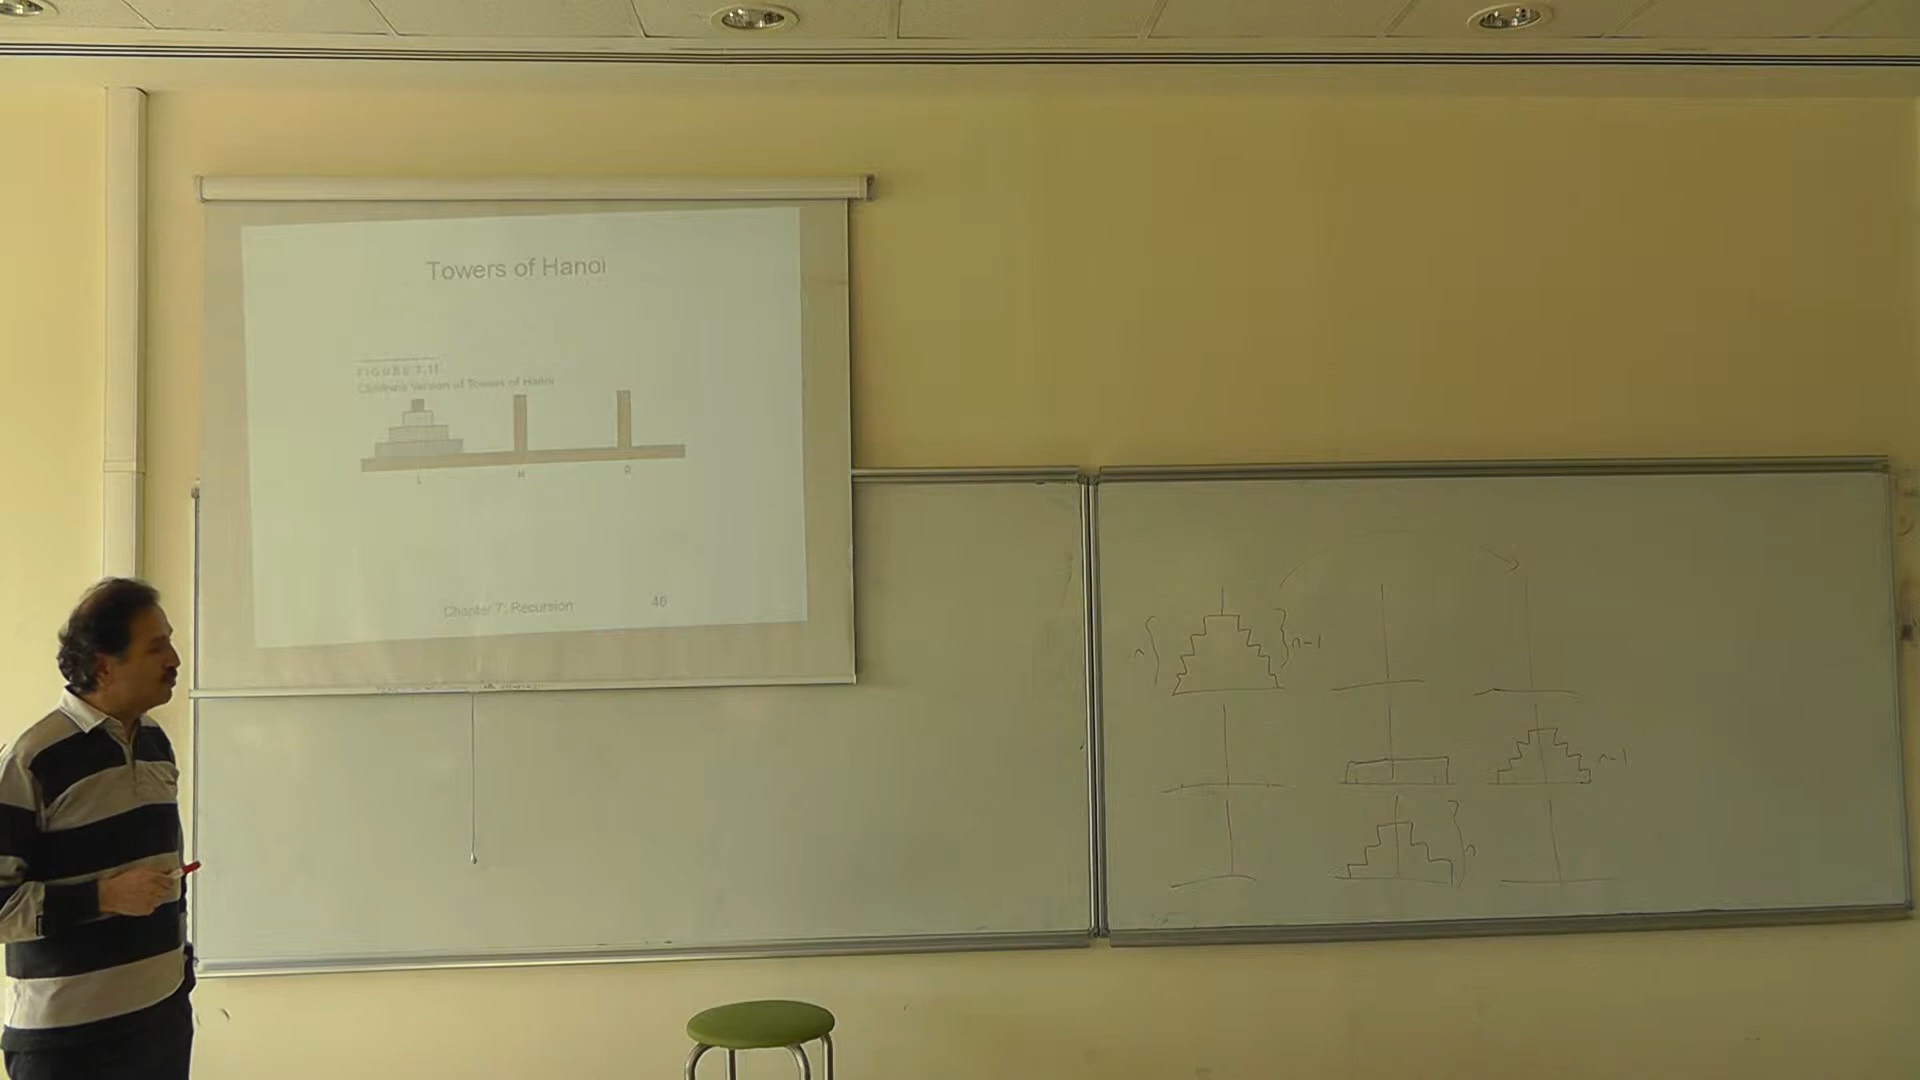 Towers of Hanoi
FIGURE 7.11
Children's Version of Towers of Hanoi
L M R
Chapter 7: Recursion 46
n n-1
n-1
n